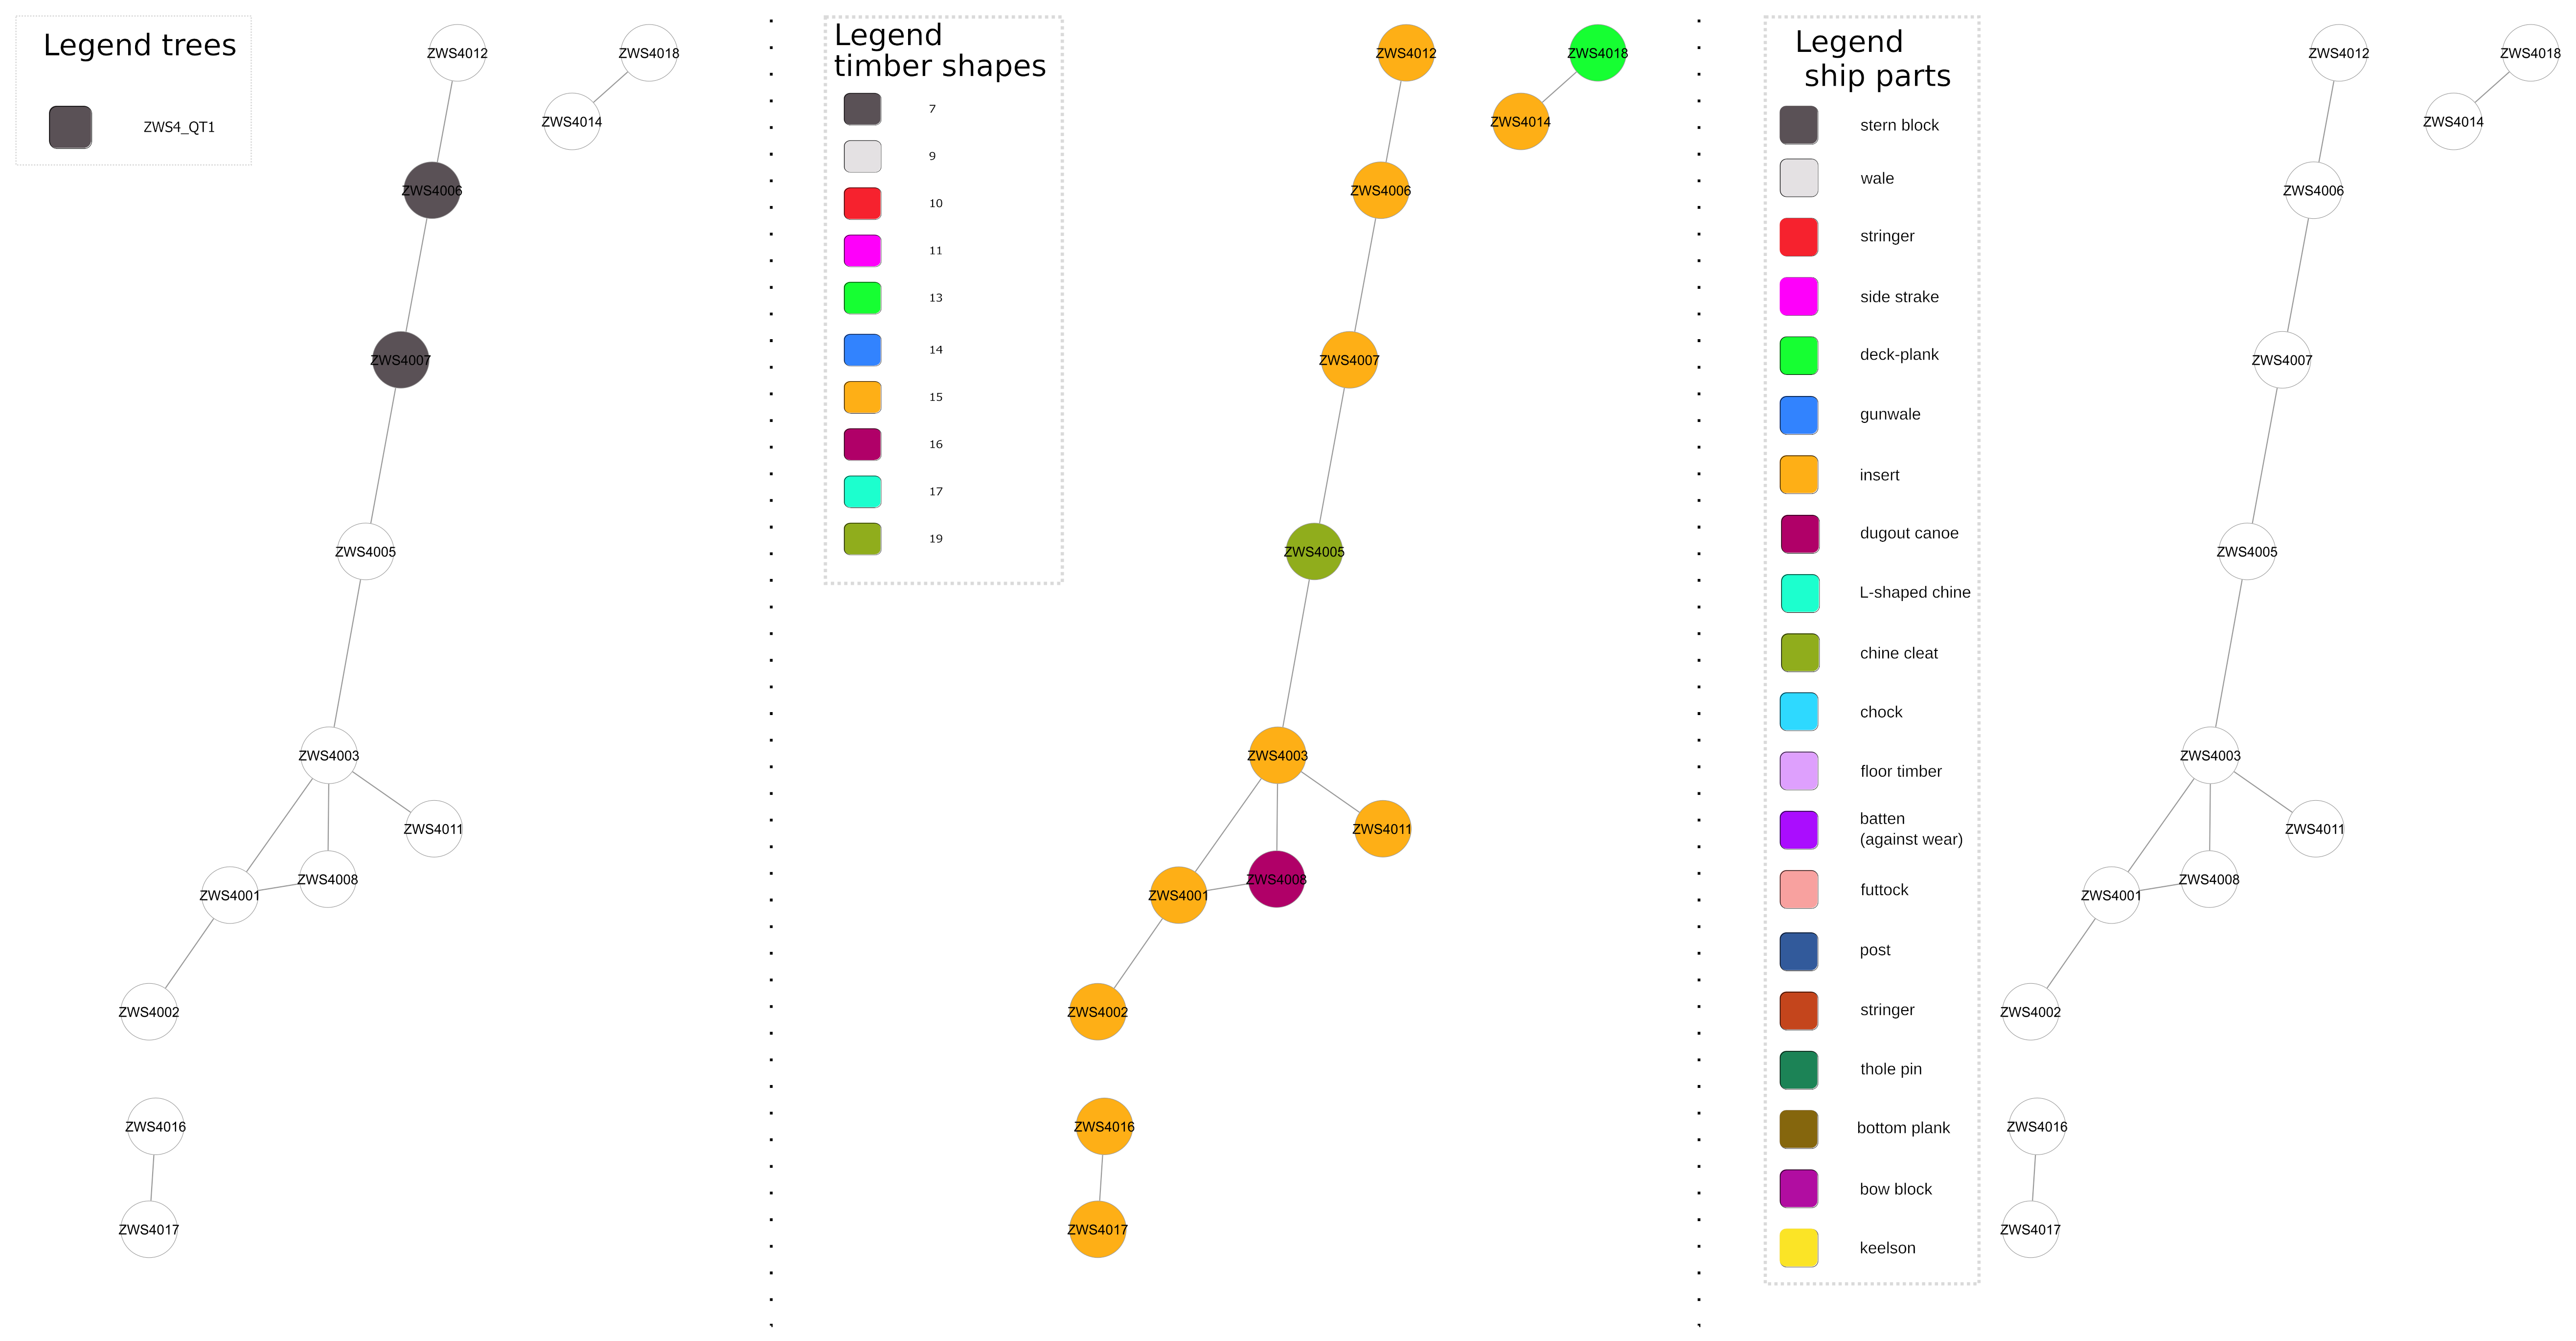 Legend trees
ZWS4_QT1
ZWS4012
ZWS4018
ZWS4014
ZWS4006
ZWS4007
ZWS4005
ZWS4003
ZWS4011
ZWS4008
ZWS4001
ZWS4002
ZWS4016
ZWS4017
Legend
timber shapes
7
9
10
11
13
14
15
16
17
19
ZWS4012
ZWS4018
ZWS4014
ZWS4006
ZWS4007
ZWS4005
ZWS4003
ZWS4011
ZWS4008
ZWS4001
ZWS4002
ZWS4016
ZWS4017
Legend
ship parts
stern block
wale
stringer
side strake
deck-plank
gunwale
insert
dugout canoe
L-shaped chine
chine cleat
chock
floor timber
batten
(against wear)
futtock
post
stringer
thole pin
bottom plank
bow block
keelson
ZWS4012
ZWS4018
ZWS4014
ZWS4006
ZWS4007
ZWS4005
ZWS4003
ZWS4011
ZWS4008
ZWS4001
ZWS4002
ZWS4016
ZWS4017